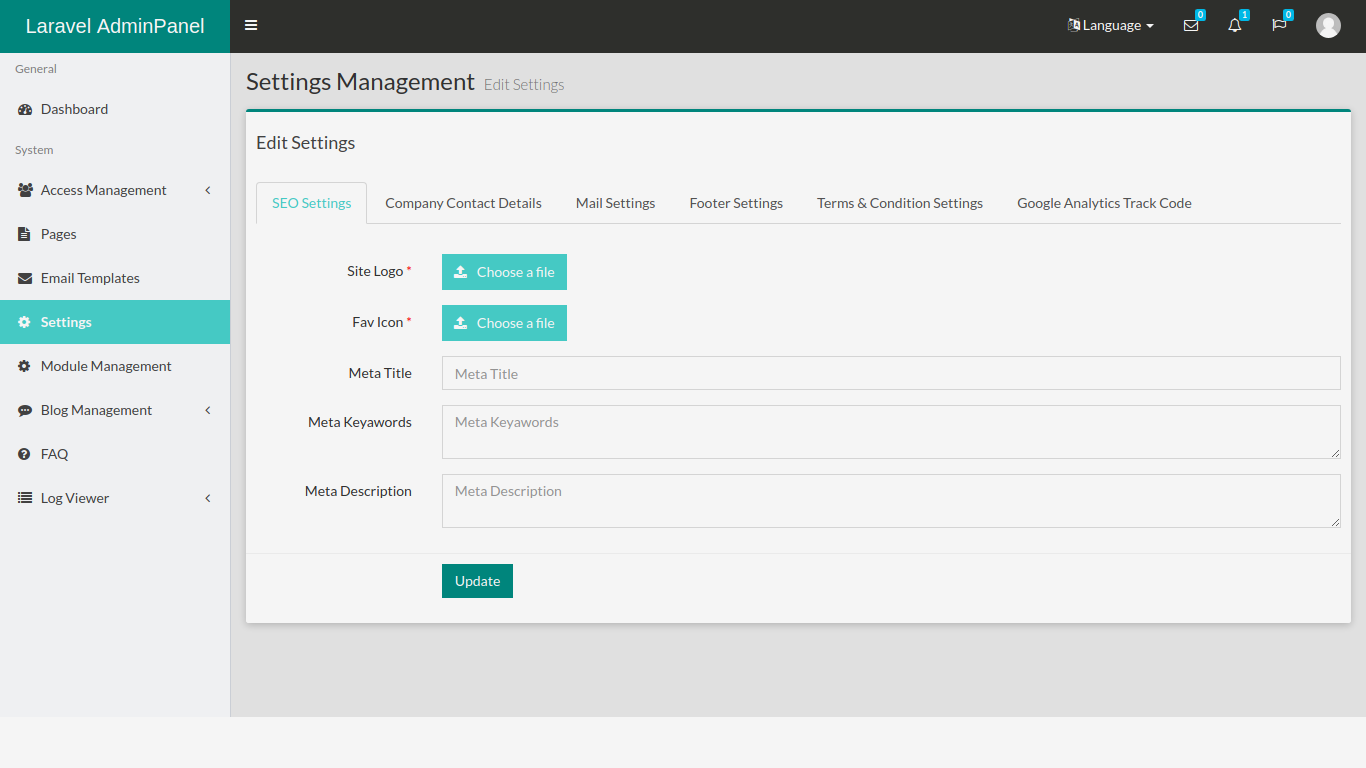 Laravel AdminPanel
Language
0
1
0
General
Dashboard
System
Access Management
Pages
Email Templates
Settings
Module Management
Blog Management
FAQ
Log Viewer
Settings Management Edit Settings
Edit Settings
SEO Settings Company Contact Details Mail Settings Footer Settings Terms & Condition Settings Google Analytics Track Code
Site Logo * Choose a file
Fav Icon * Choose a file
Meta Title Meta Title
Meta Keyawords Meta Keyawords
Meta Description Meta Description
Update